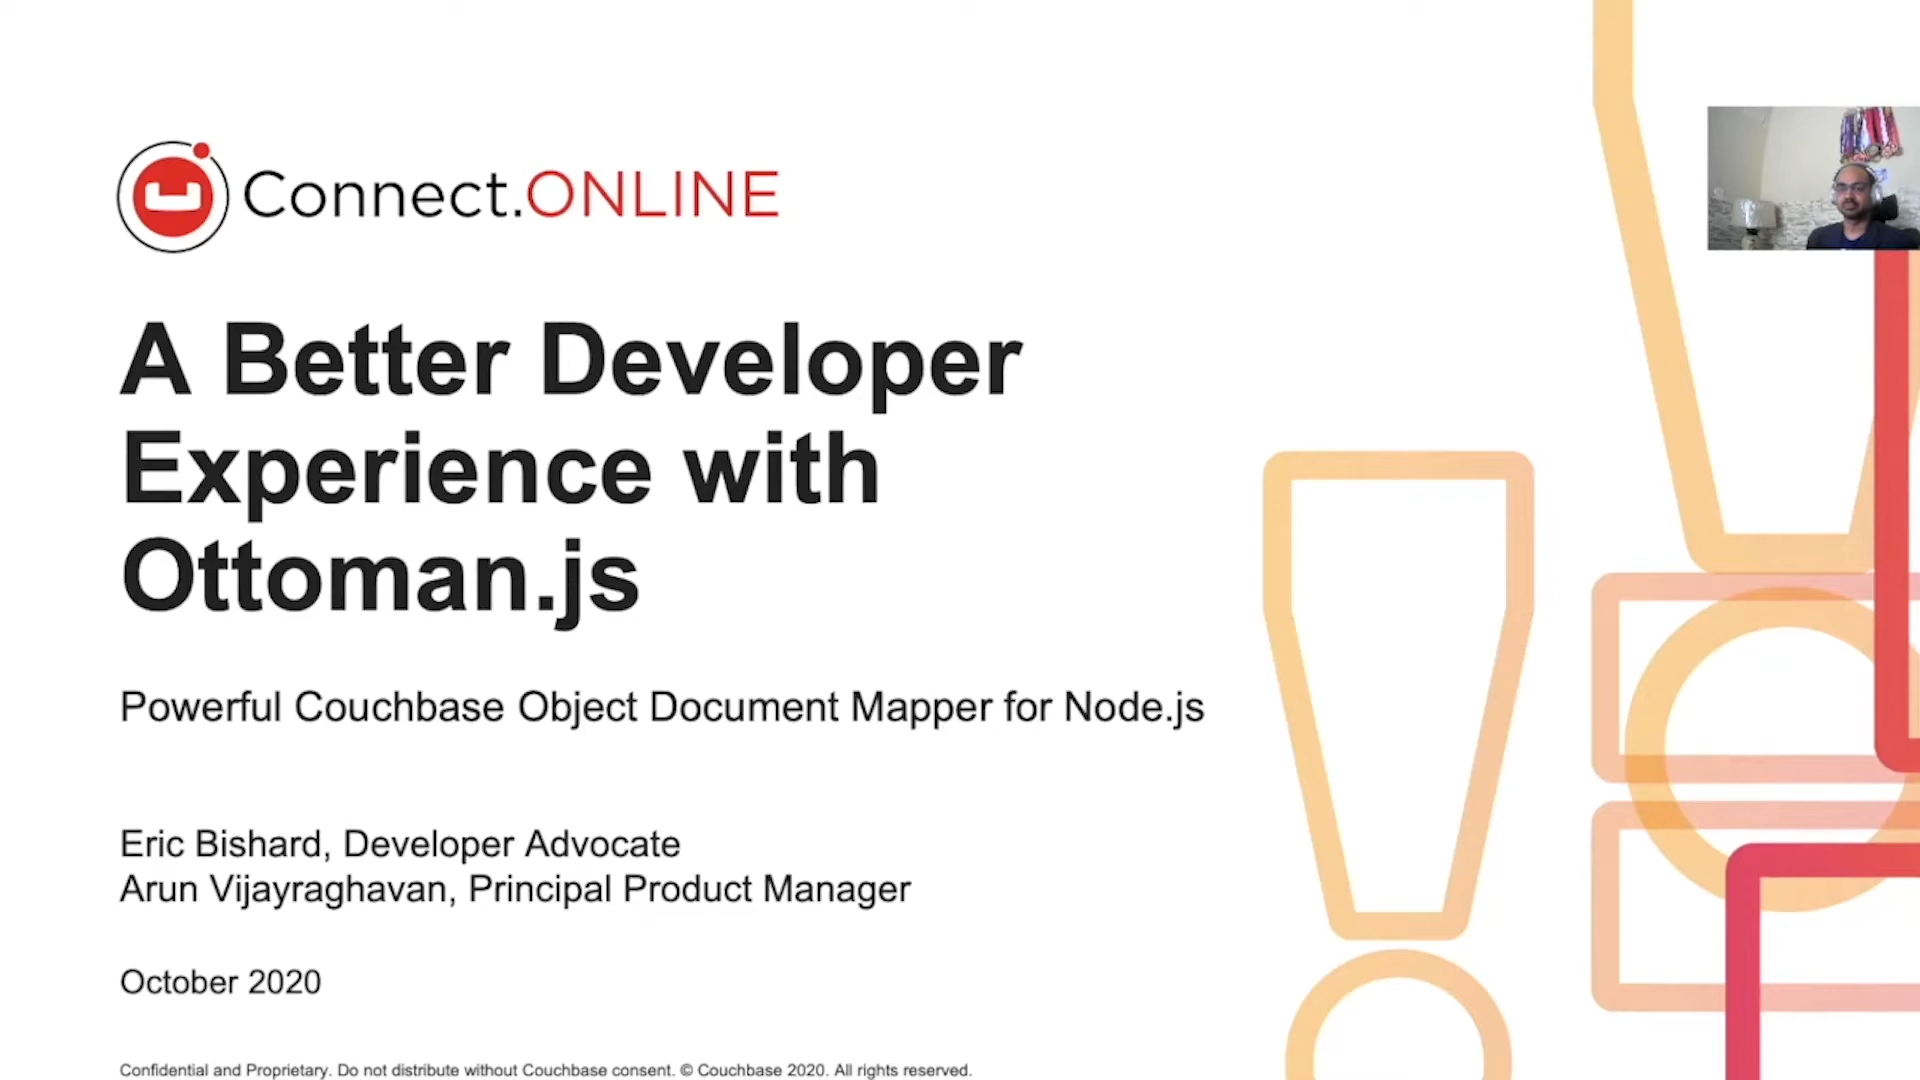 Connect.ONLINE
A Better Developer
Experience with
Ottoman.js
Powerful Couchbase Object Document Mapper for Node.js
Eric Bishard, Developer Advocate
Arun Vijayraghavan, Principal Product Manager
October 2020
Confidential and Proprietary. Do not distribute without Couchbase consent. © Couchbase 2020. All rights reserved.